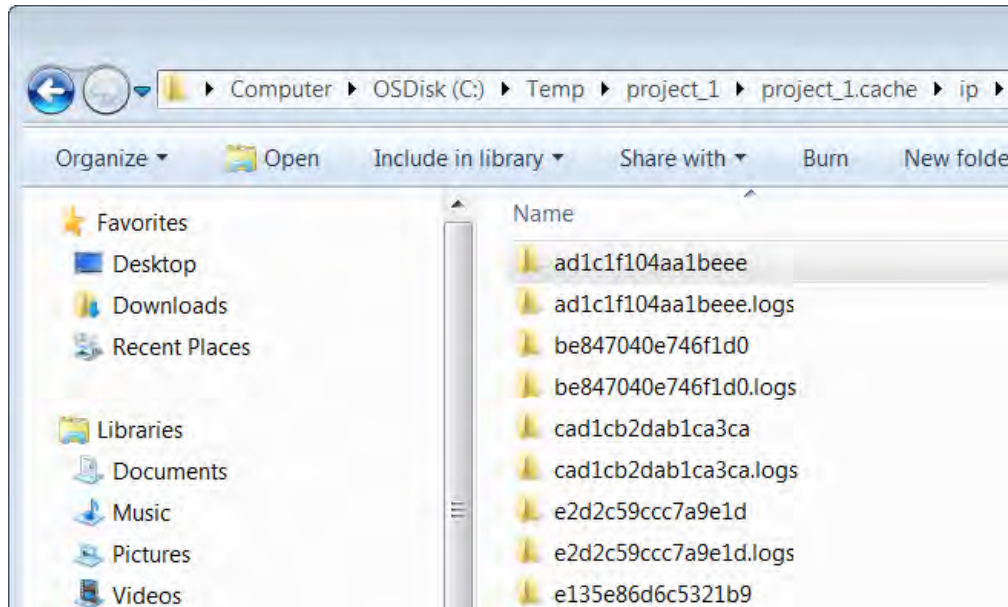 Computer OSDisk (C:) Temp project_1 project_1.cache ip
Organize Open Include in library Share with Burn New folde
Favorites
Desktop
Downloads
Recent Places
Libraries
Documents
Music
Pictures
Videos
Name
ad1c1f104aa1beee
ad1c1f104aa1beee.logs
be847040e746f1d0
be847040e746f1d0.logs
cad1cb2dab1ca3ca
cad1cb2dab1ca3ca.logs
e2d2c59ccc7a9e1d
e2d2c59ccc7a9e1d.logs
e135e86d6c5321b9